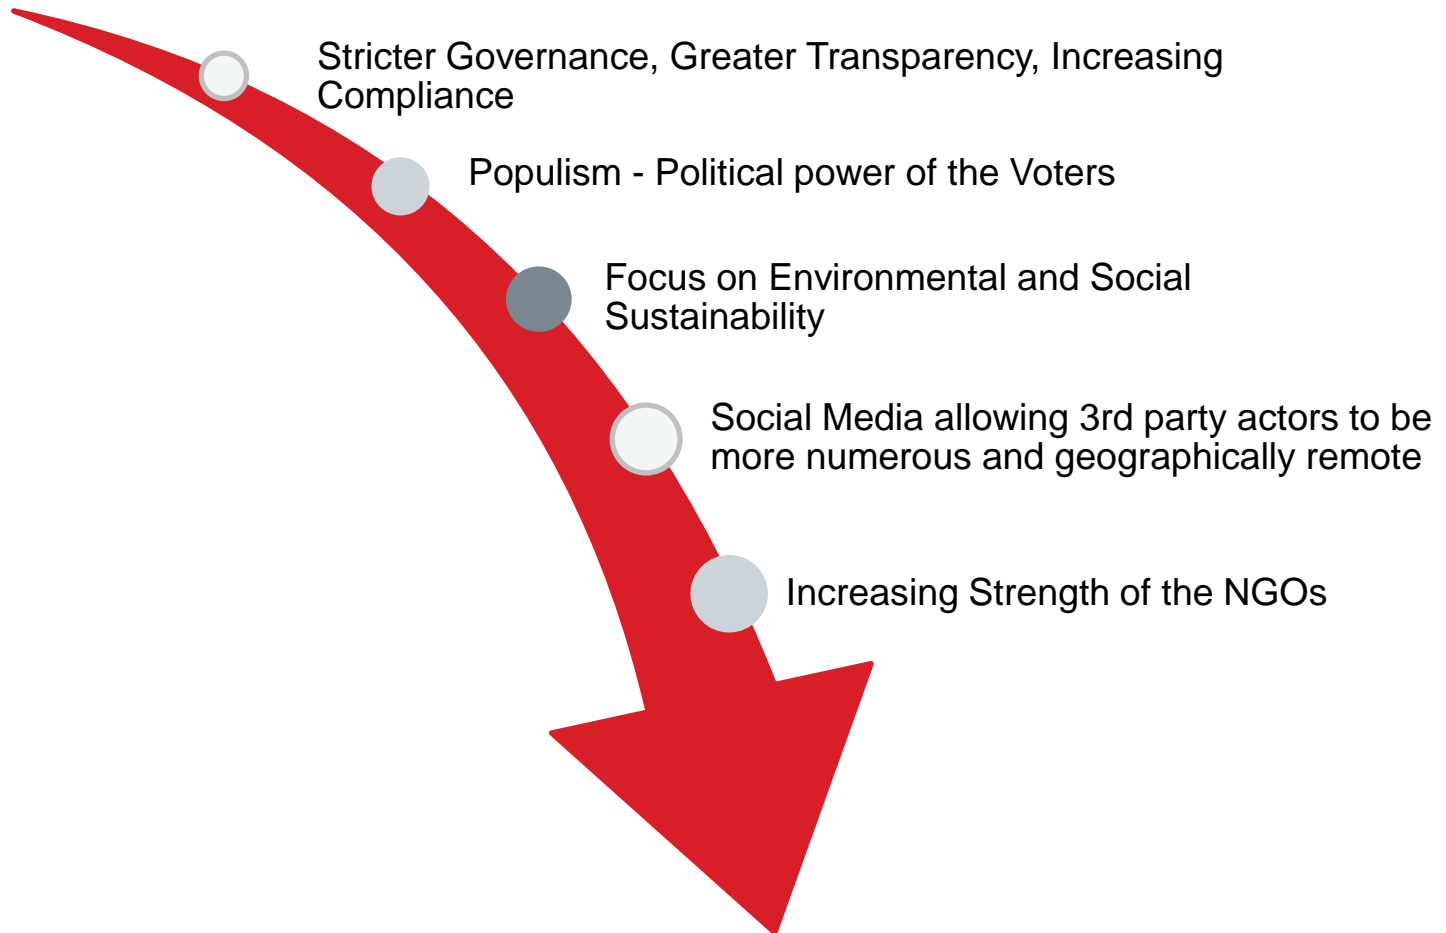 Stricter Governance, Greater Transparency, Increasing
Compliance
Populism - Political power of the Voters
Focus on Environmental and Social
Sustainability
Social Media allowing 3rd party actors to be
more numerous and geographically remote
Increasing Strength of the NGOs